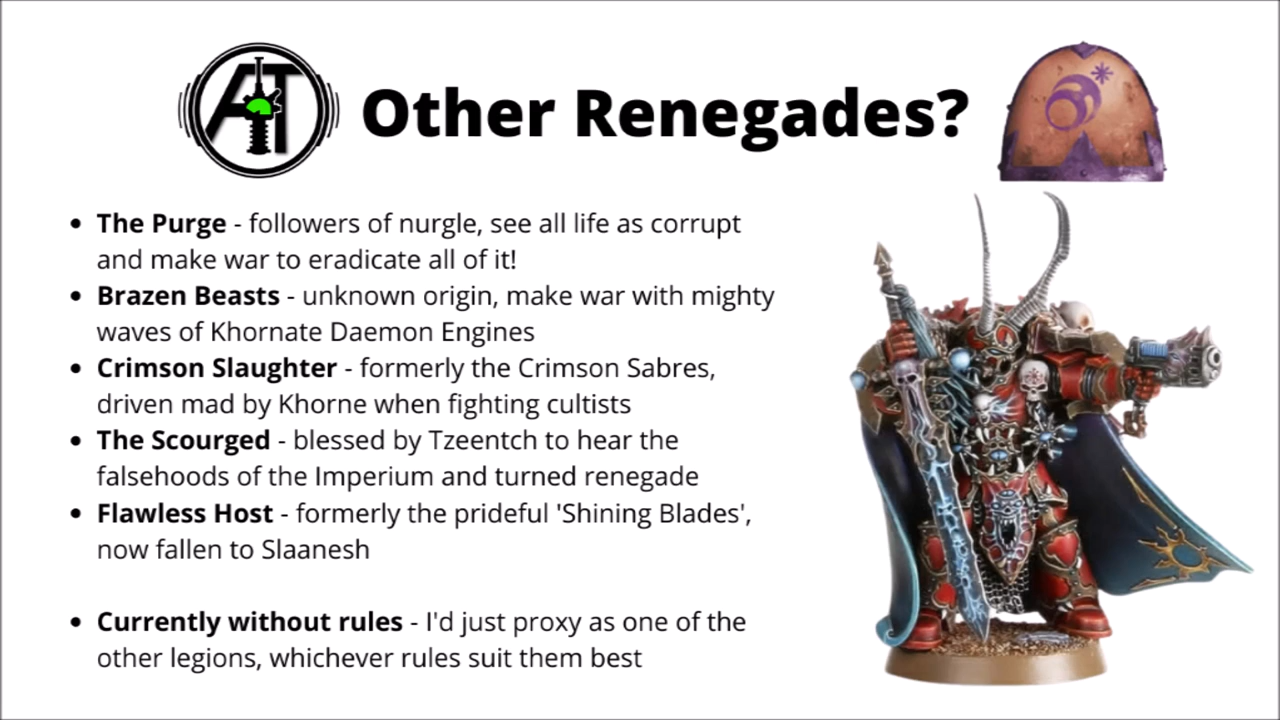 AT
Other Renegades?
• The Purge - followers of nurgle, see all life as corrupt
and make war to eradicate all of it!
• Brazen Beasts - unknown origin, make war with mighty
waves of Khornate Daemon Engines
• Crimson Slaughter - formerly the Crimson Sabres,
driven mad by Khorne when fighting cultists
• The Scourged - blessed by Tzeentch to hear the
falsehoods of the Imperium and turned renegade
• Flawless Host - formerly the prideful 'Shining Blades',
now fallen to Slaanesh
• Currently without rules - I'd just proxy as one of the
other legions, whichever rules suit them best